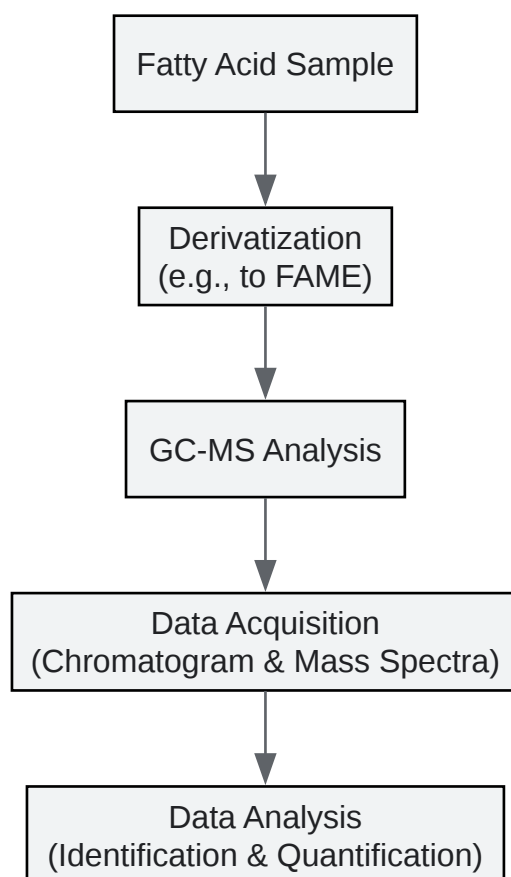 Fatty Acid Sample
Derivatization
(e.g., to FAME)
GC-MS Analysis
Data Acquisition
(Chromatogram & Mass Spectra)
Data Analysis
(Identification & Quantification)